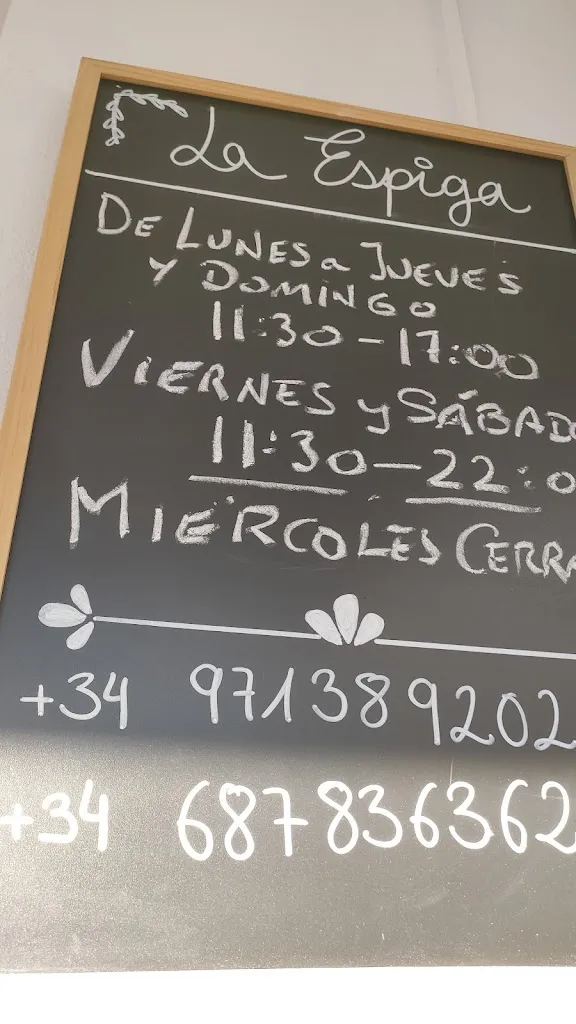 La Espiga
DE LUNES a JUEVES
Y DOMINGO
11:30 - 17:00
VIERNES y SÁBADO
11:30 - 22:0
MIÉRCOLES CERRA
+34 971389202
+34 687836362